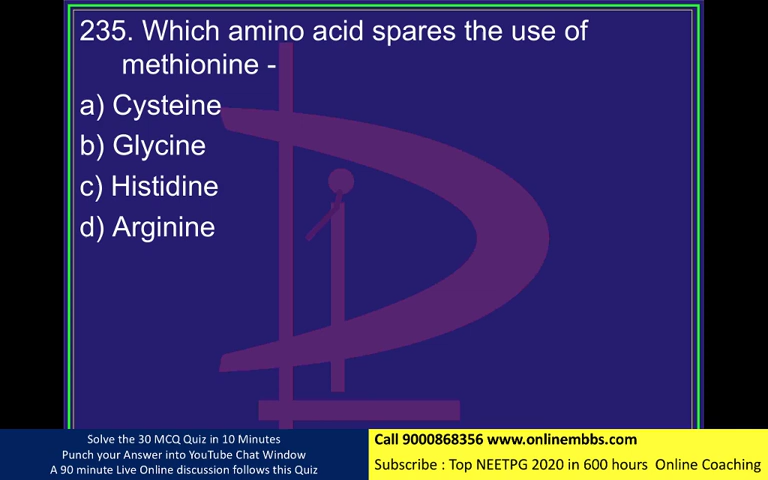 235. Which amino acid spares the use of
methionine -
a) Cysteine
b) Glycine
c) Histidine
d) Arginine
Solve the 30 MCQ Quiz in 10 Minutes
Punch your Answer into YouTube Chat Window
A 90 minute Live Online discussion follows this Quiz
Call 9000868356 www.onlinembbs.com
Subscribe : Top NEETPG 2020 in 600 hours Online Coaching